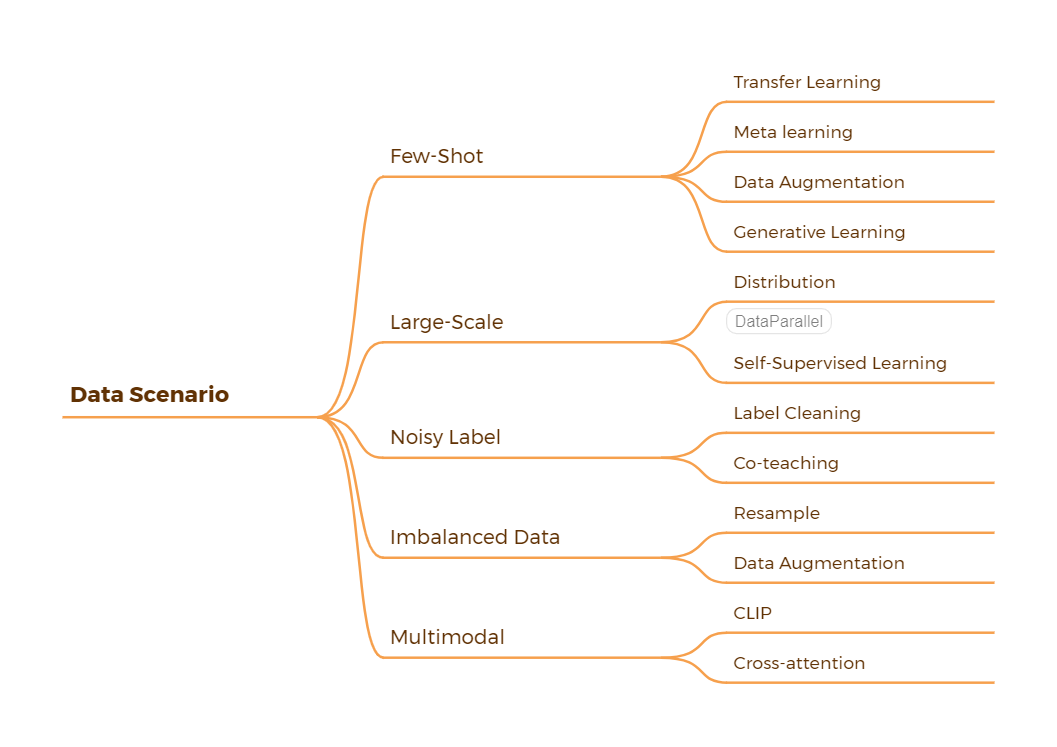 Data Scenario
Few-Shot
Transfer Learning
Meta learning
Data Augmentation
Generative Learning
Large-Scale
Distribution
DataParallel
Self-Supervised Learning
Noisy Label
Label Cleaning
Co-teaching
Imbalanced Data
Resample
Data Augmentation
Multimodal
CLIP
Cross-attention